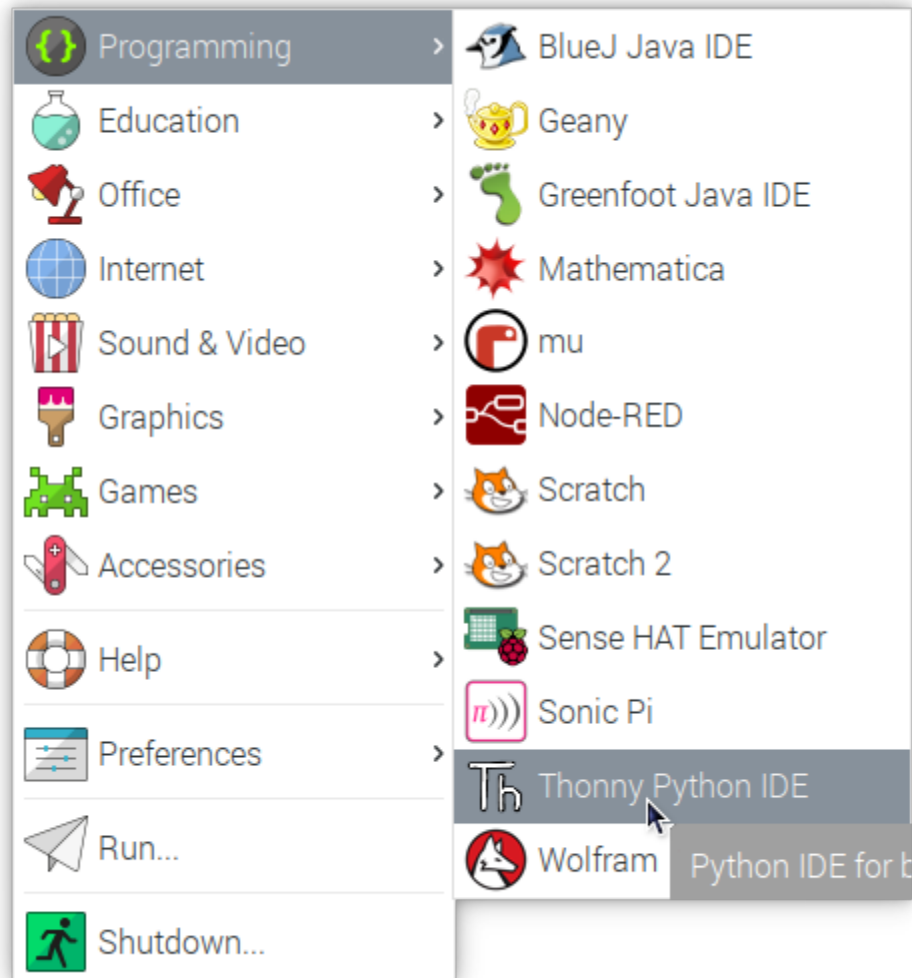 Programming
Education
Office
Internet
Sound & Video
Graphics
Games
Accessories
Help
Preferences
Run...
Shutdown...
BlueJ Java IDE
Geany
Greenfoot Java IDE
Mathematica
mu
Node-RED
Scratch
Scratch 2
Sense HAT Emulator
π)))
Sonic Pi
Th
Thonny Python IDE
Wolfram
Python IDE for b